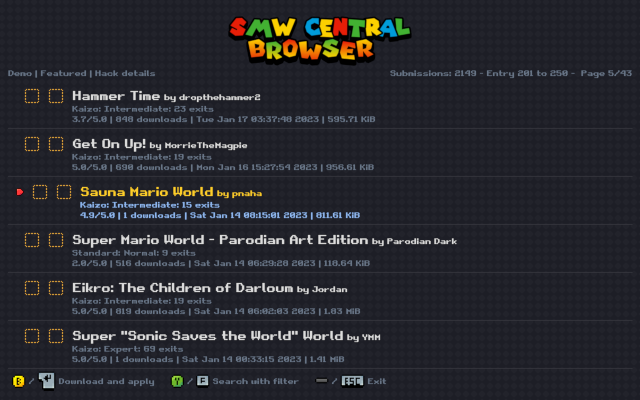 SMW CENTRAL
BROWSER
Demo | Featured | Hack details
Submissions: 2149 - Entry 201 to 250 - Page 5/43
Hammer Time by dropthehammer2
Kaizo: Intermediate: 23 exits
3.7/5.0 | 848 downloads | Tue Jan 17 03:37:48 2023 | 595.71 KiB
Get On Up! by MorrieTheMagpie
Kaizo: Intermediate: 19 exits
5.0/5.0 | 690 downloads | Mon Jan 16 15:27:54 2023 | 956.61 KiB
Sauna Mario World by pnaha
Kaizo: Intermediate: 15 exits
4.9/5.0 | 1 downloads | Sat Jan 14 08:15:01 2023 | 811.61 KiB
Super Mario World - Parodian Art Edition by Parodian Dark
Standard: Normal: 9 exits
2.0/5.0 | 516 downloads | Sat Jan 14 06:29:28 2023 | 118.64 KiB
Eikro: The Children of Darloum by Jordan
Kaizo: Intermediate: 19 exits
5.0/5.0 | 819 downloads | Sat Jan 14 06:02:03 2023 | 1.83 MiB
Super "Sonic Saves the World" World by YMM
Kaizo: Expert: 69 exits
5.0/5.0 | 1 downloads | Sat Jan 14 00:33:15 2023 | 1.41 MiB
B / Download and apply Y / F Search with filter / ESC Exit